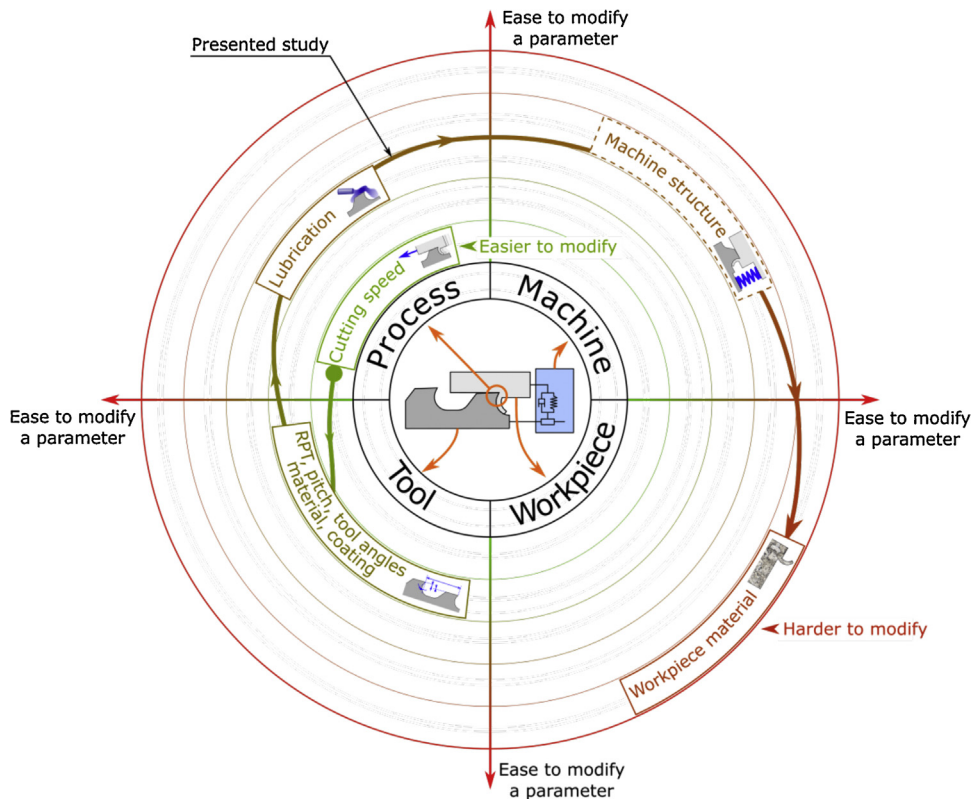 Ease to modify
a parameter
Presented study
Machine structure
Lubrication
Cutting speed
Easier to modify
Process
Machine
Ease to modify
a parameter
Ease to modify
a parameter
Tool
Workpiece
RPT, pitch, tool angles
material, coating
Workpiece material
Harder to modify
Ease to modify
a parameter